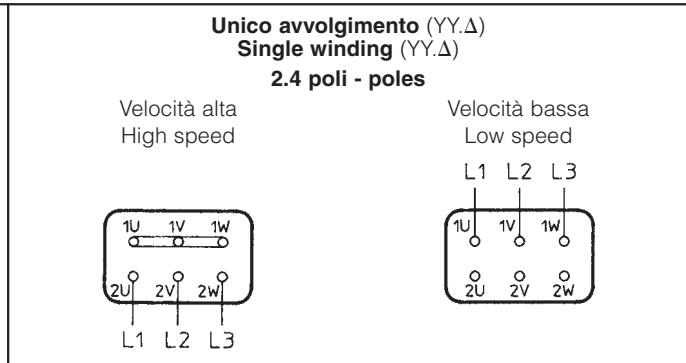 Unico avvolgimento (YY.Δ)
Single winding (YY.Δ)
2.4 poli - poles
Velocità alta
High speed
1U 1V 1W
2U 2V 2W
L1 L2 L3
Velocità bassa
Low speed
L1 L2 L3
1U 1V 1W
2U 2V 2W